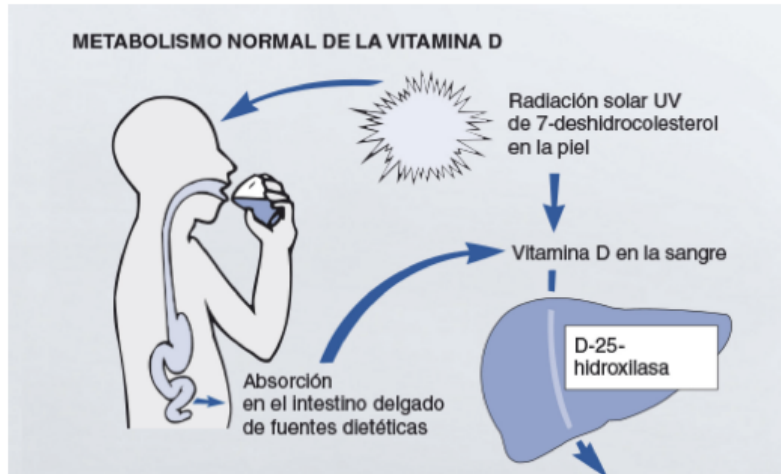 METABOLISMO NORMAL DE LA VITAMINA D
Radiación solar UV
de 7-deshidrocolesterol
en la piel
Vitamina D en la sangre
D-25-
hidroxilasa
Absorción
en el intestino delgado
de fuentes dietéticas